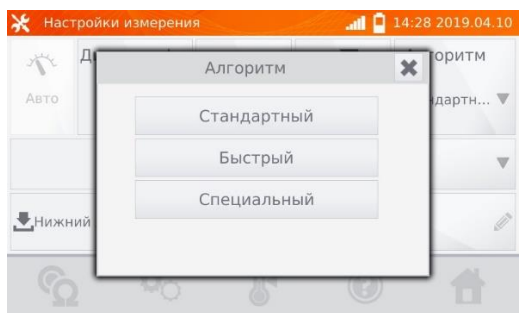 Настройки измерения 14:28 2019.04.10
Алгоритм
Авто
Стандартный
Быстрый
Специальный
Нижний